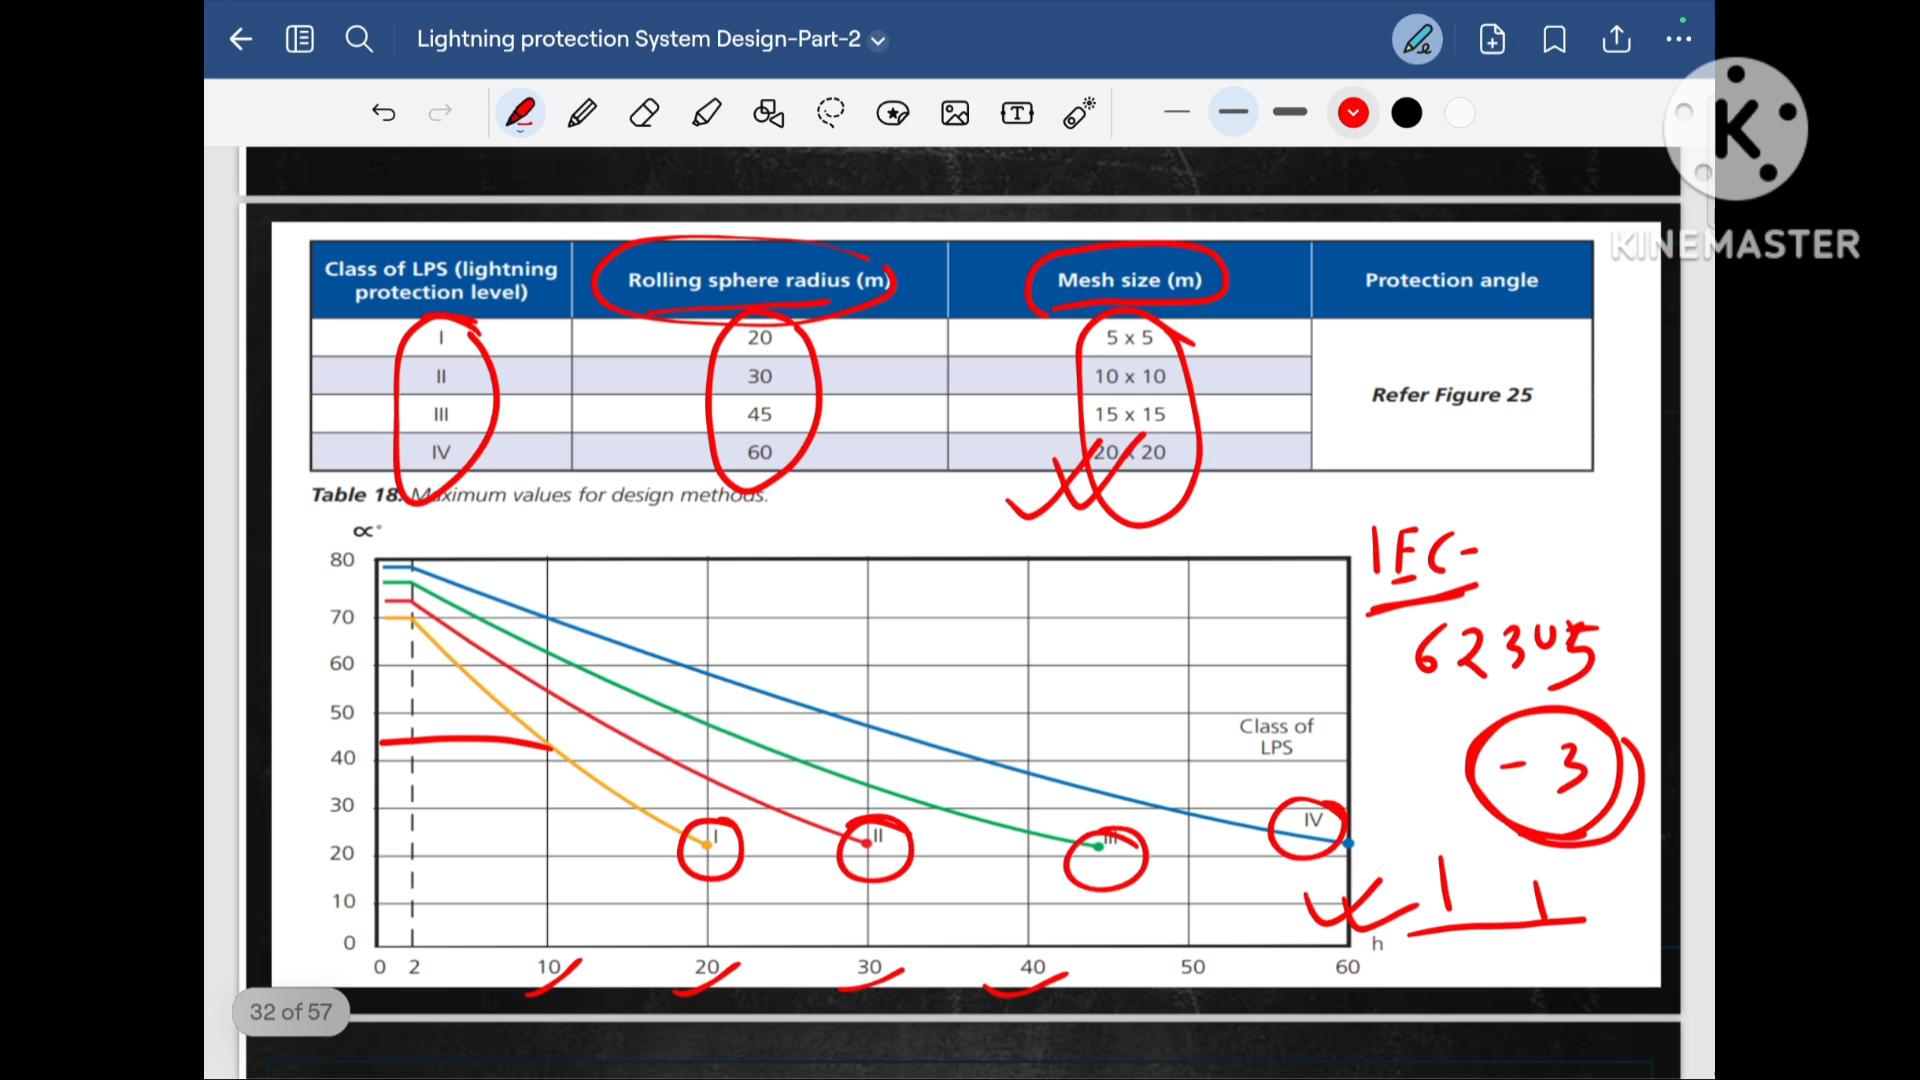 Lightning protection System Design-Part-2
T
K
KINEMASTER
Class of LPS (lightning protection level) Rolling sphere radius (m) Mesh size (m) Protection angle
I 20 5 x 5
II 30 10 x 10
Refer Figure 25
III 45 15 x 15
IV 60 20 x 20
Table 18. Maximum values for design methods.
∝°
80
70
60
50
40
30
20
10
0
IEC-
62305
- 3
Class of
LPS
I
II
III
IV
h
0 2 10 20 30 40 50 60
32 of 57